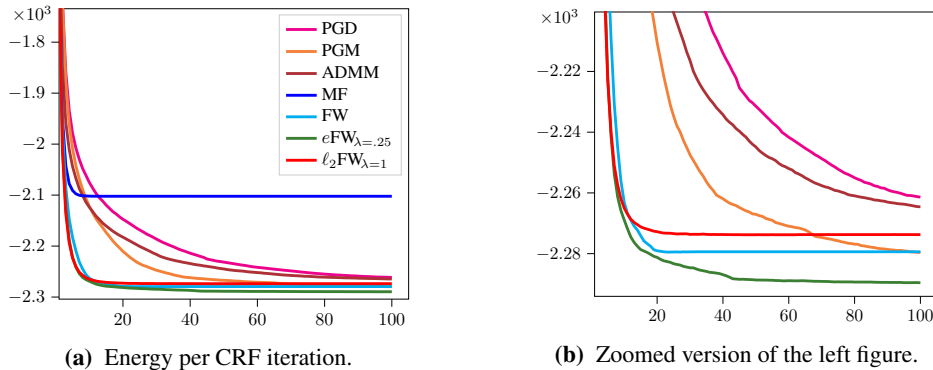 ×10³
−1.8
−1.9
−2
−2.1
−2.2
−2.3
20
40
60
80
100
PGD
PGM
ADMM
MF
FW
eFWλ=.25
ℓ₂FWλ=1
(a) Energy per CRF iteration.
×10³
−2.2
−2.22
−2.24
−2.26
−2.28
20
40
60
80
100
(b) Zoomed version of the left figure.